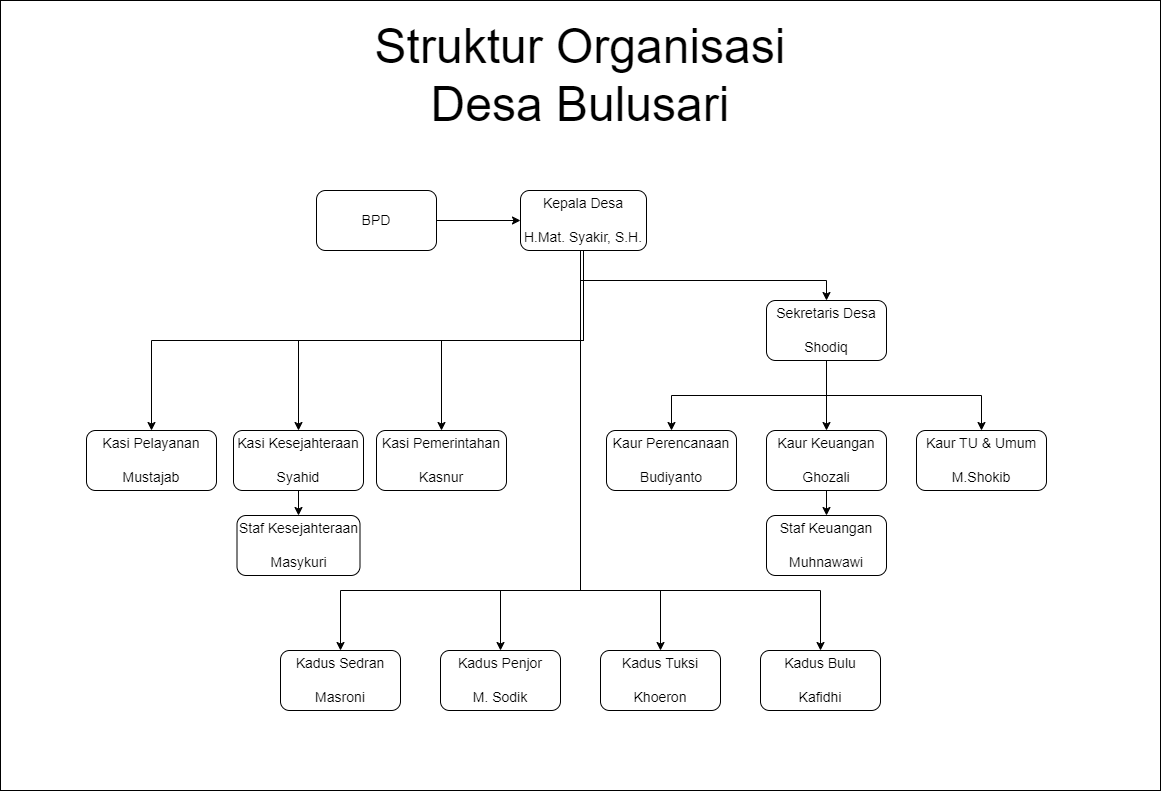 Struktur Organisasi
Desa Bulusari
BPD
Kepala Desa
H.Mat. Syakir, S.H.
Sekretaris Desa
Shodiq
Kasi Pelayanan
Mustajab
Kasi Kesejahteraan
Syahid
Kasi Pemerintahan
Kasnur
Kaur Perencanaan
Budiyanto
Kaur Keuangan
Ghozali
Kaur TU & Umum
M.Shokib
Staf Kesejahteraan
Masykuri
Staf Keuangan
Muhnawawi
Kadus Sedran
Masroni
Kadus Penjor
M. Sodik
Kadus Tuksi
Khoeron
Kadus Bulu
Kafidhi